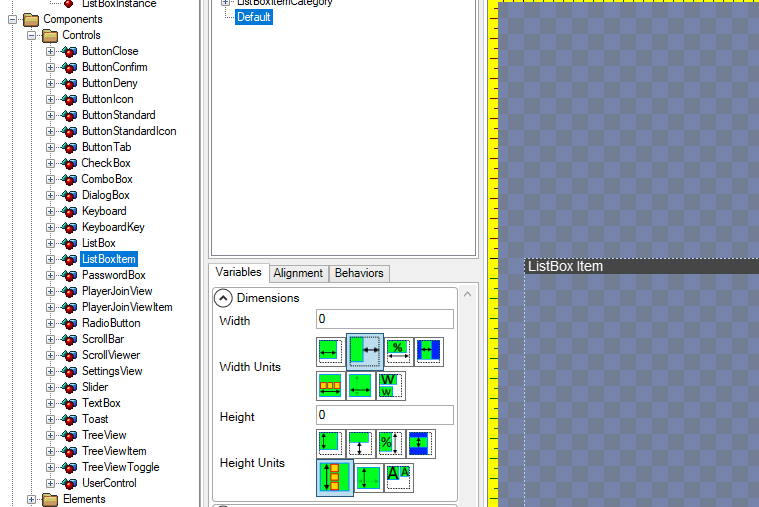 ListBoxInstance
Components
Controls
ButtonClose
ButtonConfirm
ButtonDeny
ButtonIcon
ButtonStandard
ButtonStandardIcon
ButtonTab
CheckBox
ComboBox
DialogBox
Keyboard
KeyboardKey
ListBox
ListBoxItem
PasswordBox
PlayerJoinView
PlayerJoinViewItem
RadioButton
ScrollBar
ScrollViewer
SettingsView
Slider
TextBox
Toast
TreeView
TreeViewItem
TreeViewToggle
UserControl
Elements
ListBoxItemCategory
Default
Variables Alignment Behaviors
Dimensions
Width 0
Width Units
%
W
W
Height 0
Height Units
%
A A
ListBox Item